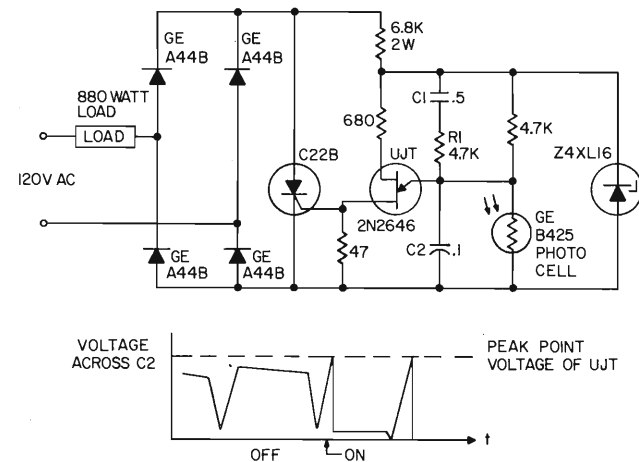 GE
A44B
GE
A44B
6.8K
2W
880 WATT
LOAD
LOAD
120V AC
C1 .5
680
UJT
R1
4.7K
4.7K
Z4XL16
C22B
2N2646
47
C2 .1
GE
B425
PHOTO
CELL
GE
A44B
GE
A44B
VOLTAGE
ACROSS C2
PEAK POINT
VOLTAGE OF UJT
t
OFF
ON